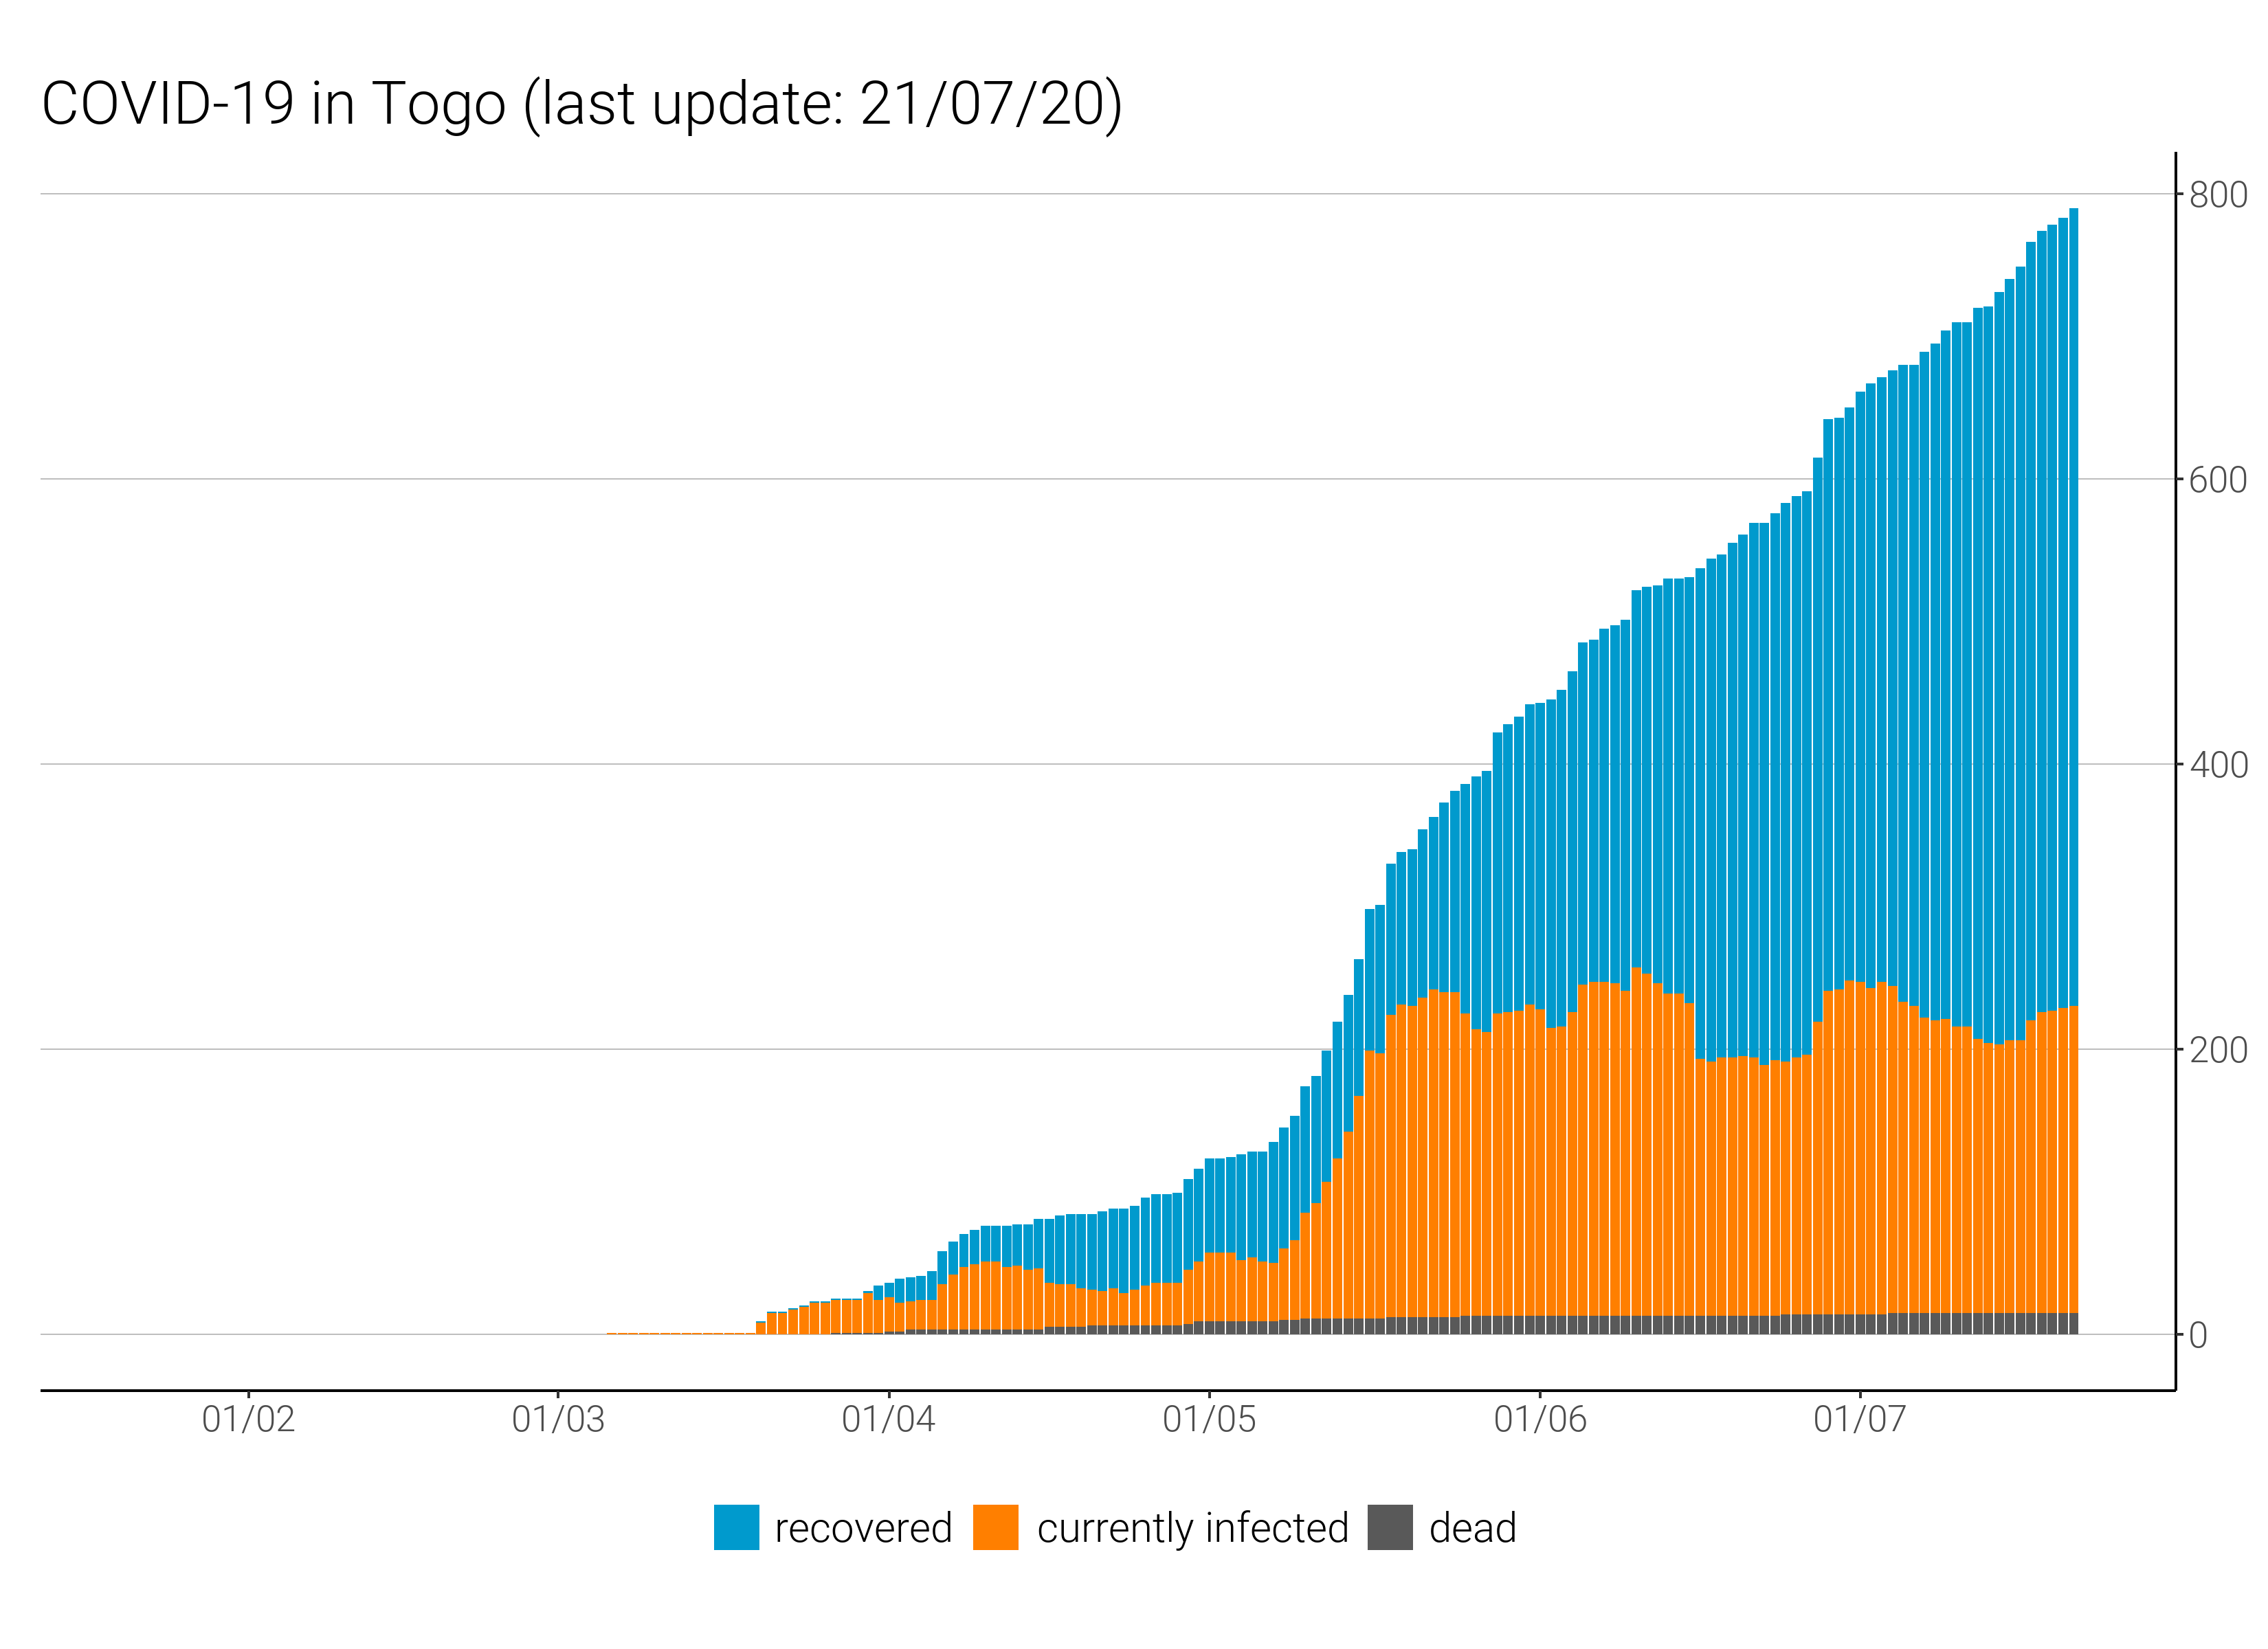 COVID-19 in Togo (last update: 21/07/20)
800
600
400
200
0
01/02 01/03 01/04 01/05 01/06 01/07
recovered currently infected dead